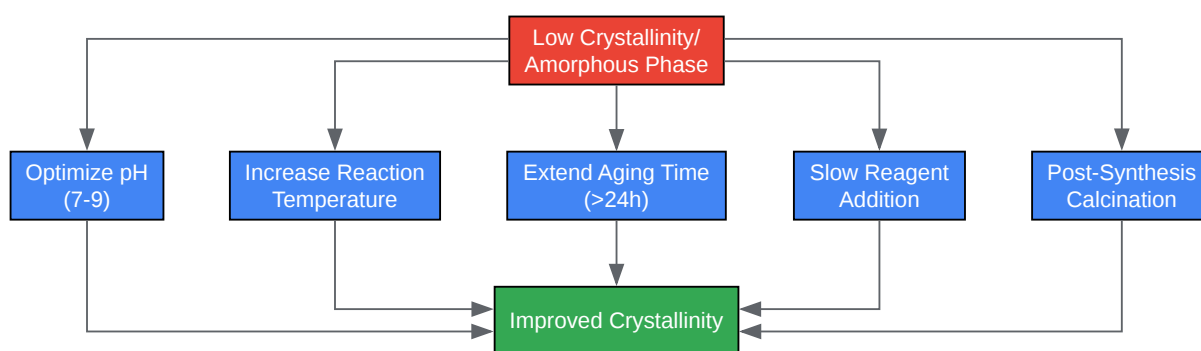 Low Crystallinity/
Amorphous Phase
Optimize pH
(7-9)
Increase Reaction
Temperature
Extend Aging Time
(>24h)
Slow Reagent
Addition
Post-Synthesis
Calcination
Improved Crystallinity